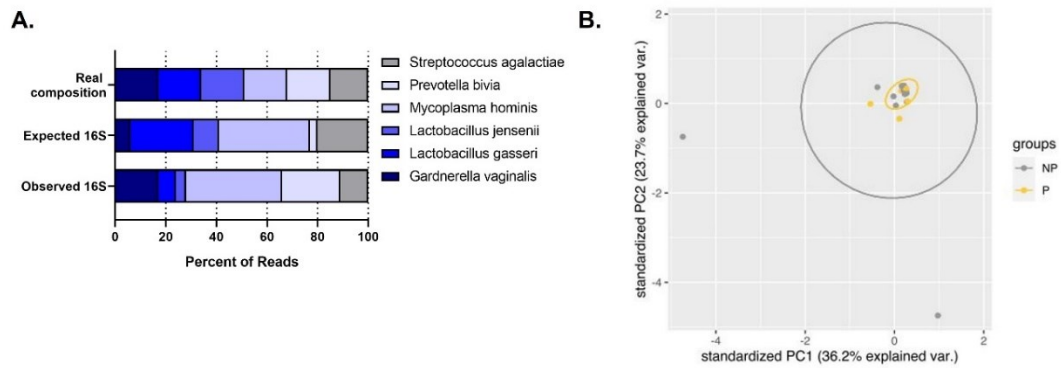 A.
Real
composition
Expected 16S
Observed 16S
0 20 40 60 80 100
Percent of Reads
Streptococcus agalactiae
Prevotella bivia
Mycoplasma hominis
Lactobacillus jensenii
Lactobacillus gasseri
Gardnerella vaginalis
B.
standardized PC2 (23.7% explained var.)
2
0
-2
-4
-4 -2 0 2
standardized PC1 (36.2% explained var.)
groups
NP
P